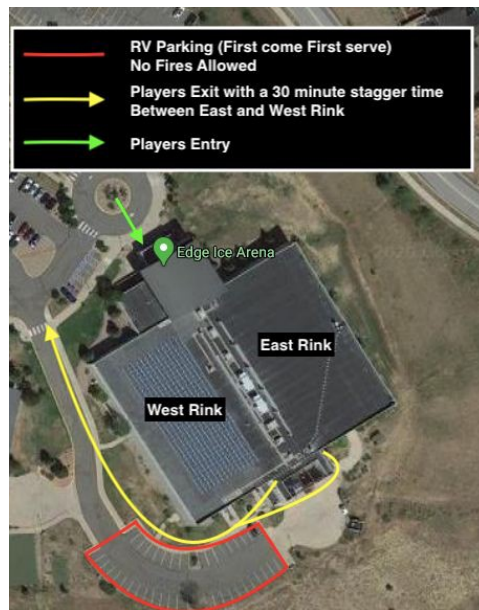 RV Parking (First come First serve)
No Fires Allowed
Players Exit with a 30 minute stagger time
Between East and West Rink
Players Entry
Edge Ice Arena
East Rink
West Rink